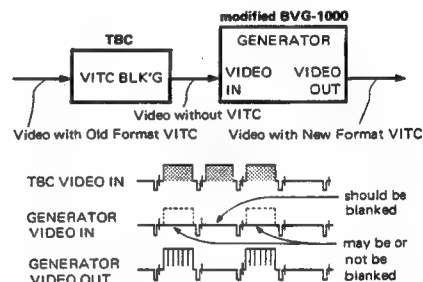 modified BVG-1000
TBC
GENERATOR
VITC BLK'G
VIDEO IN
VIDEO OUT
Video without VITC
Video with Old Format VITC
Video with New Format VITC
TBC VIDEO IN
should be blanked
GENERATOR VIDEO IN
may be or not be blanked
GENERATOR VIDEO OUT